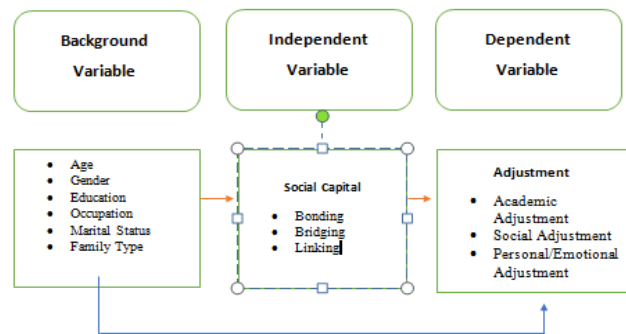 Background
Variable
Independent
Variable
Dependent
Variable
• Age
• Gender
• Education
• Occupation
• Marital Status
• Family Type
Social Capital
• Bonding
• Bridging
• Linking
Adjustment
• Academic
Adjustment
• Social Adjustment
• Personal/Emotional
Adjustment